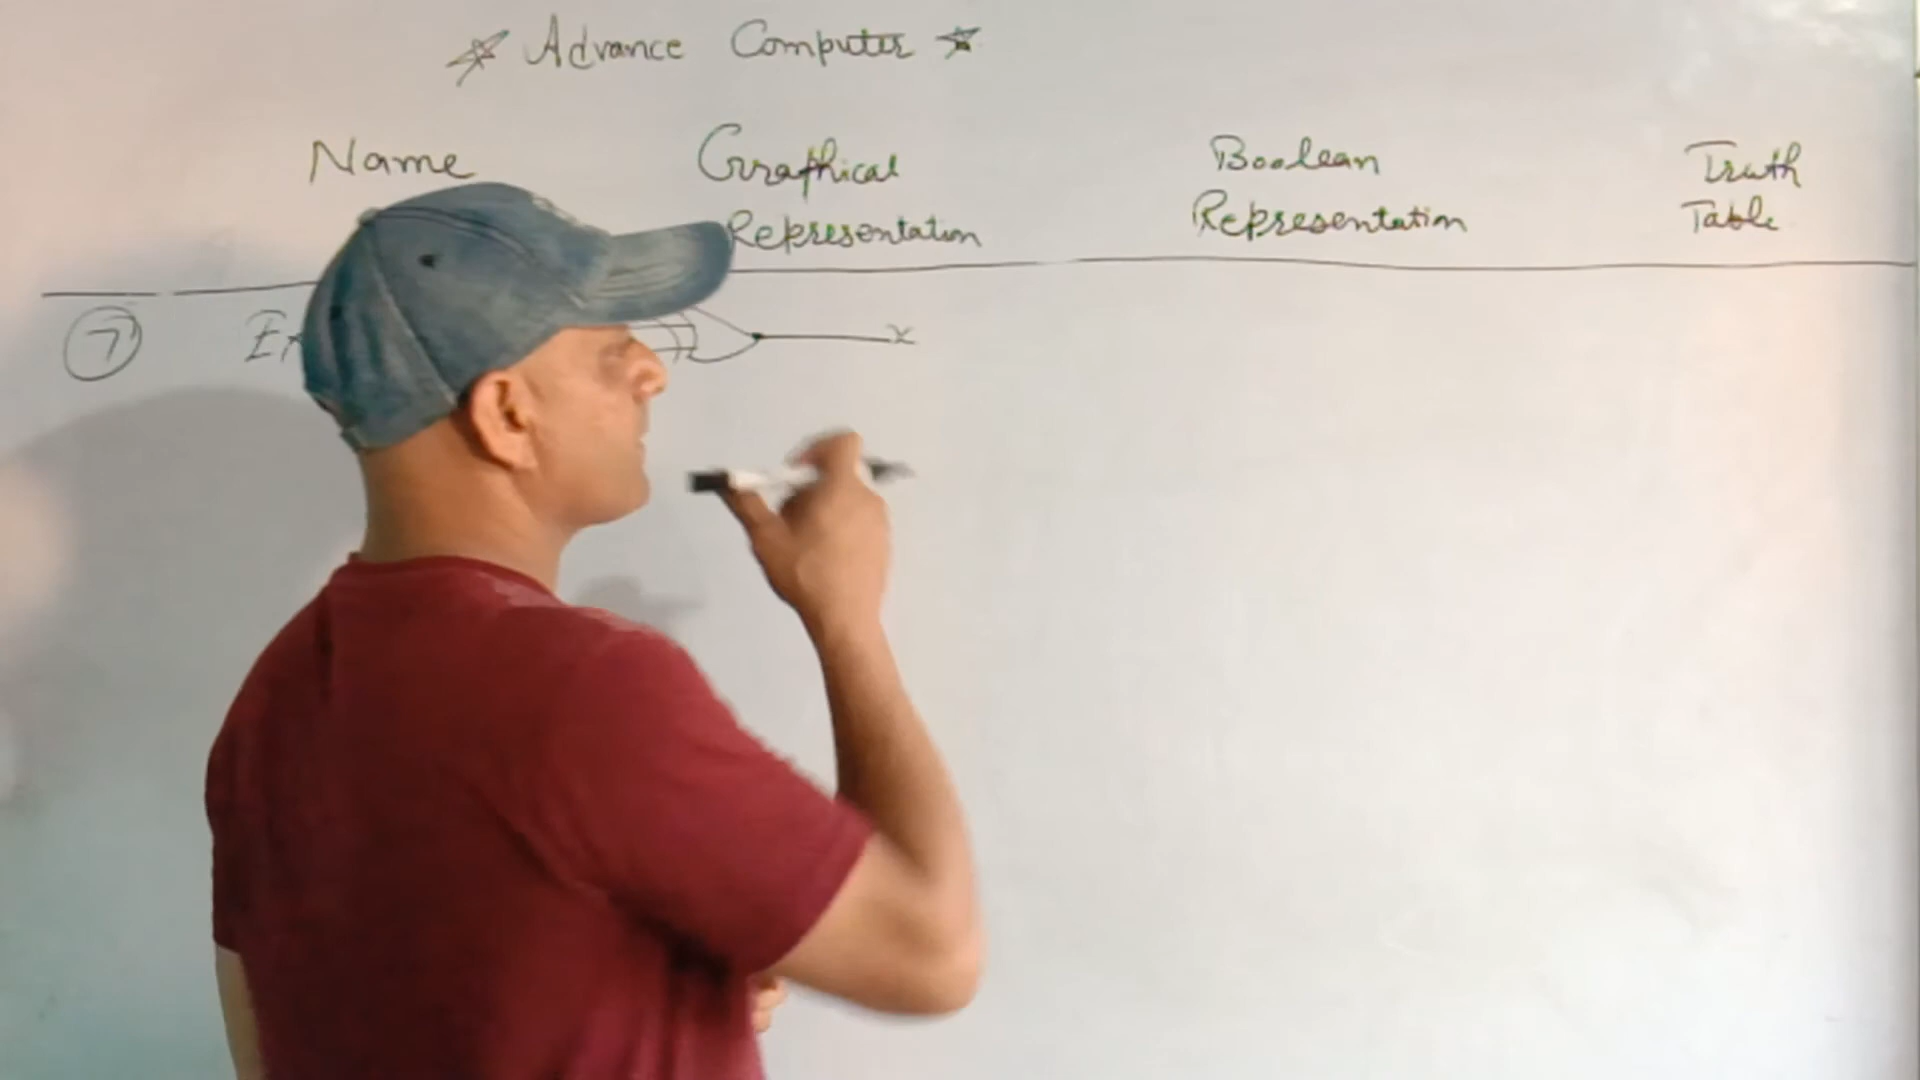 Advance Computer
Name
Graphical
Representation
Boolean
Representation
Truth
Table
7
x